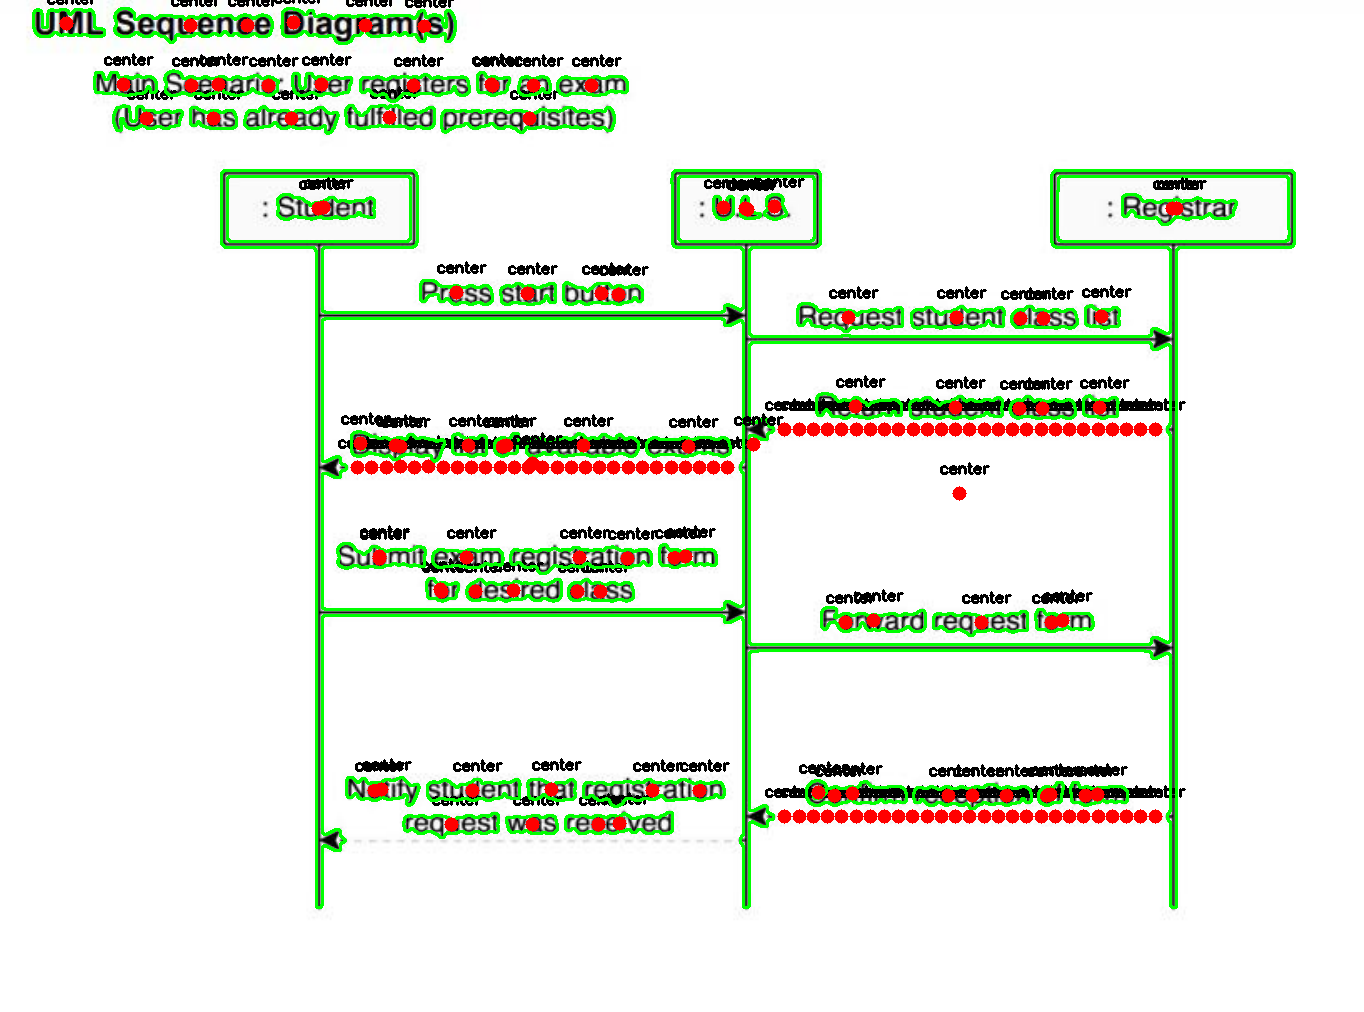 UML Sequence Diagram(s)
Main Scenario: User registers for an exam
(User has already fulfilled prerequisites)
: Student
: U.L.S.
: Registrar
Press start button
Request student class list
Return student class list
Display list of available exams
Submit exam registration form
for desired class
Forward request form
Notify student that registration
request was received
Confirm reception of form
center